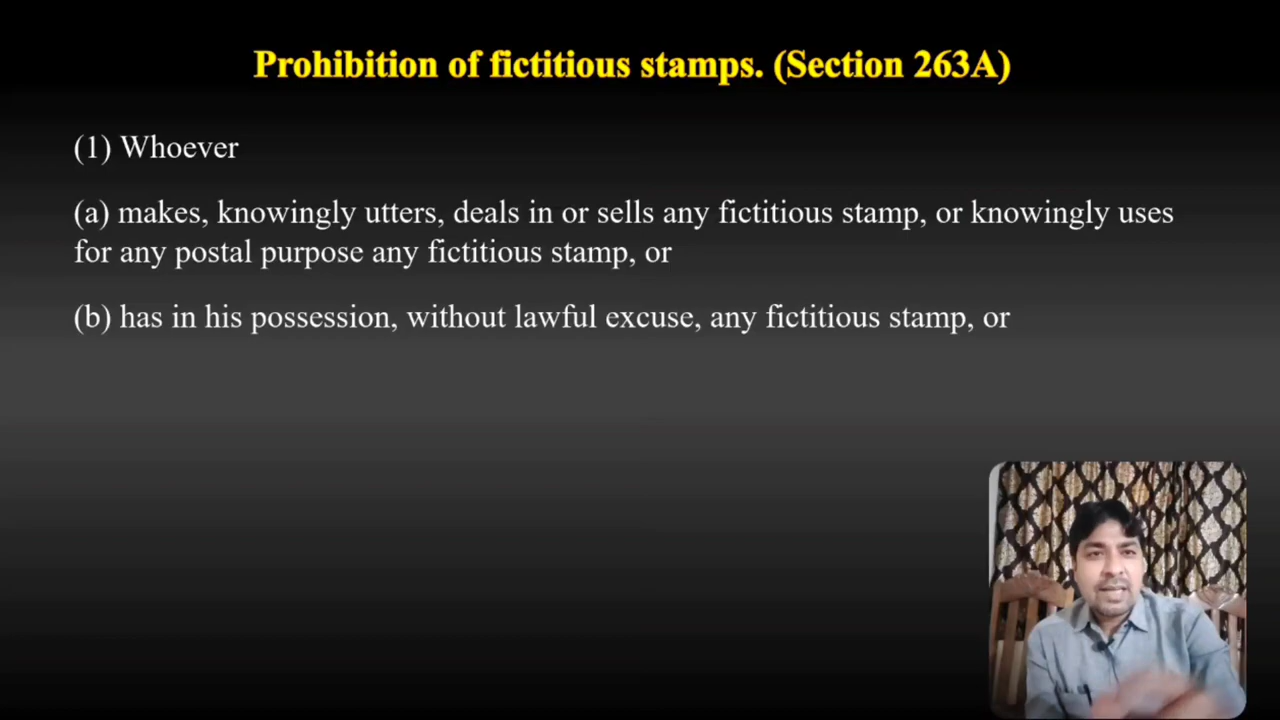 Prohibition of fictitious stamps. (Section 263A)
(1) Whoever
(a) makes, knowingly utters, deals in or sells any fictitious stamp, or knowingly uses
for any postal purpose any fictitious stamp, or
(b) has in his possession, without lawful excuse, any fictitious stamp, or